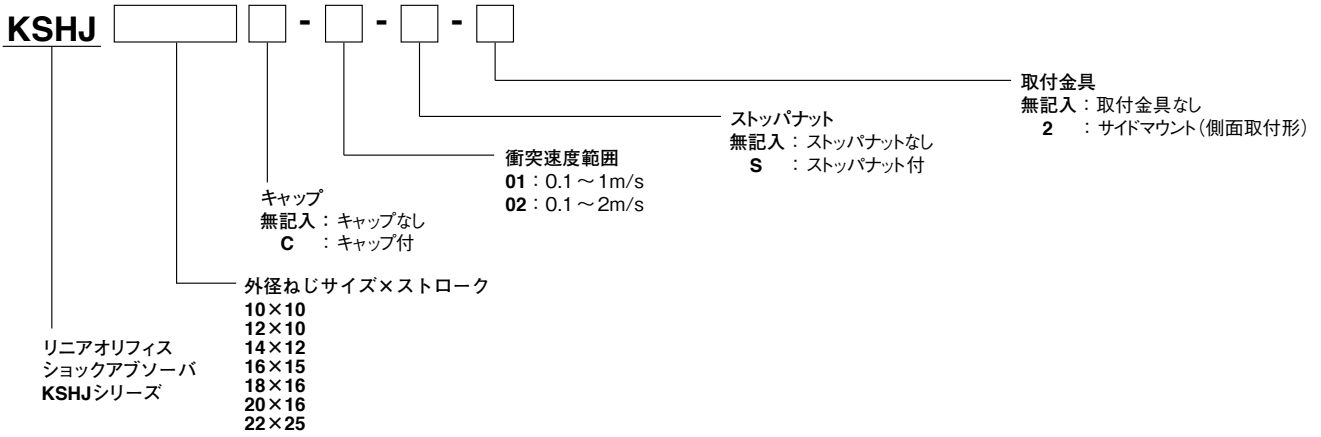 KSHJ - - -
取付金具
無記入：取付金具なし
2 ：サイドマウント（側面取付形）
ストッパナット
無記入：ストッパナットなし
S ：ストッパナット付
衝突速度範囲
01：0.1～1m/s
02：0.1～2m/s
キャップ
無記入：キャップなし
C ：キャップ付
外径ねじサイズ×ストローク
10×10
12×10
14×12
16×15
18×16
20×16
22×25
リニアオリフィス
ショックアブソーバ
KSHJシリーズ